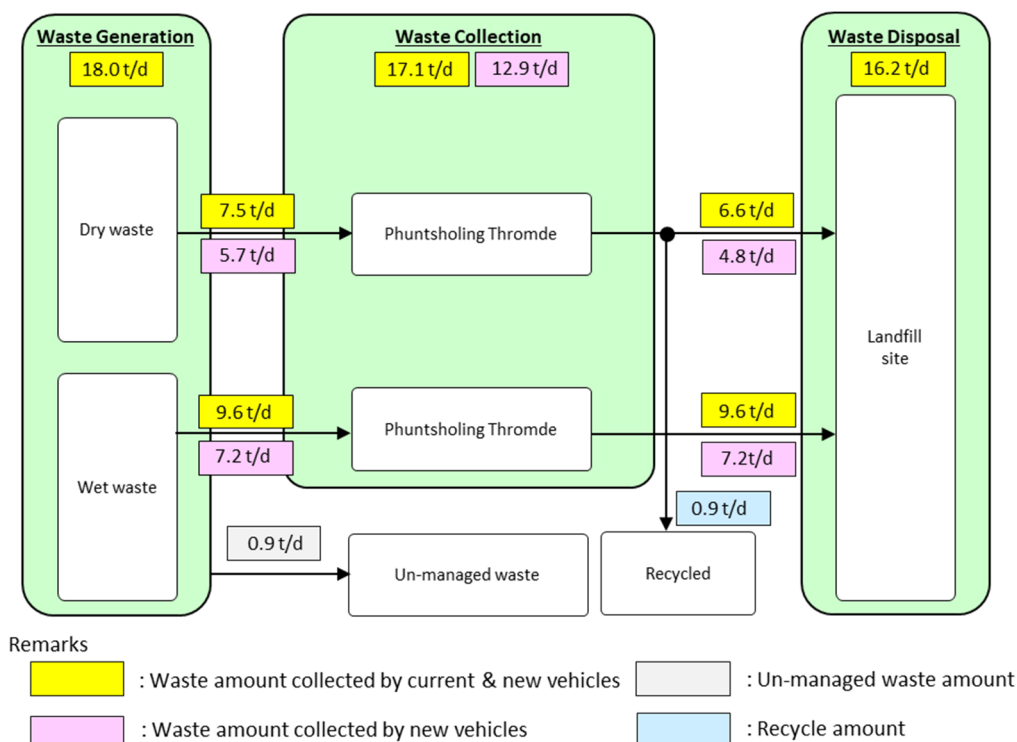 Waste Generation
18.0 t/d
Waste Collection
17.1 t/d
12.9 t/d
Waste Disposal
16.2 t/d
Dry waste
7.5 t/d
5.7 t/d
Phuntsholing Thromde
6.6 t/d
4.8 t/d
Landfill
site
Wet waste
9.6 t/d
7.2 t/d
Phuntsholing Thromde
9.6 t/d
7.2t/d
0.9 t/d
Un-managed waste
0.9 t/d
Recycled
Remarks
: Waste amount collected by current & new vehicles
: Un-managed waste amount
: Waste amount collected by new vehicles
: Recycle amount